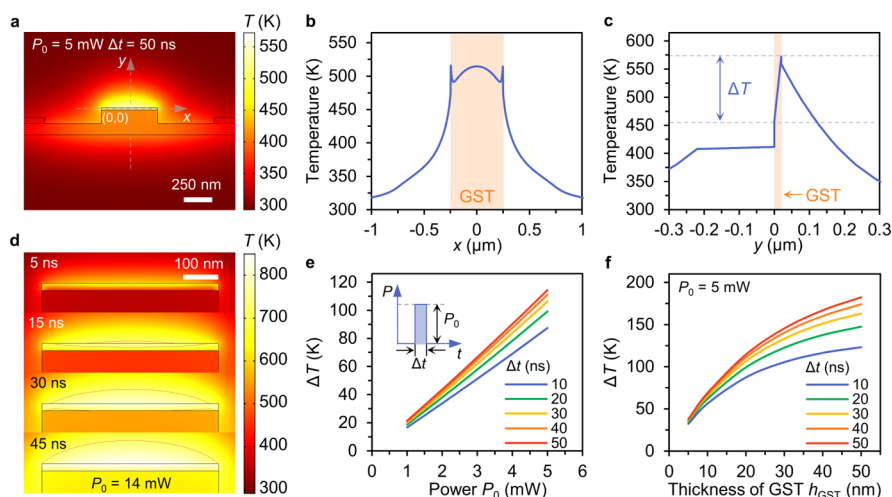 a
T (K)
P₀ = 5 mW Δt = 50 ns
y
(0,0)
x
250 nm
550
500
450
400
350
300
b
Temperature (K)
550
500
450
400
350
300
GST
-1
-0.5
0
0.5
1
x (μm)
c
Temperature (K)
600
550
500
450
400
350
300
ΔT
GST
-0.3
-0.2
-0.1
0
0.1
0.2
0.3
y (μm)
d
T (K)
5 ns
100 nm
15 ns
30 ns
45 ns
P₀ = 14 mW
800
700
600
500
400
300
e
ΔT (K)
120
100
80
60
40
20
0
P
P₀
t
Δt
Δt (ns)
10
20
30
40
50
0
1
2
3
4
5
6
Power P₀ (mW)
f
P₀ = 5 mW
ΔT (K)
200
175
150
125
100
75
50
25
0
Δt (ns)
10
20
30
40
50
0
10
20
30
40
50
60
Thickness of GST hGST (nm)